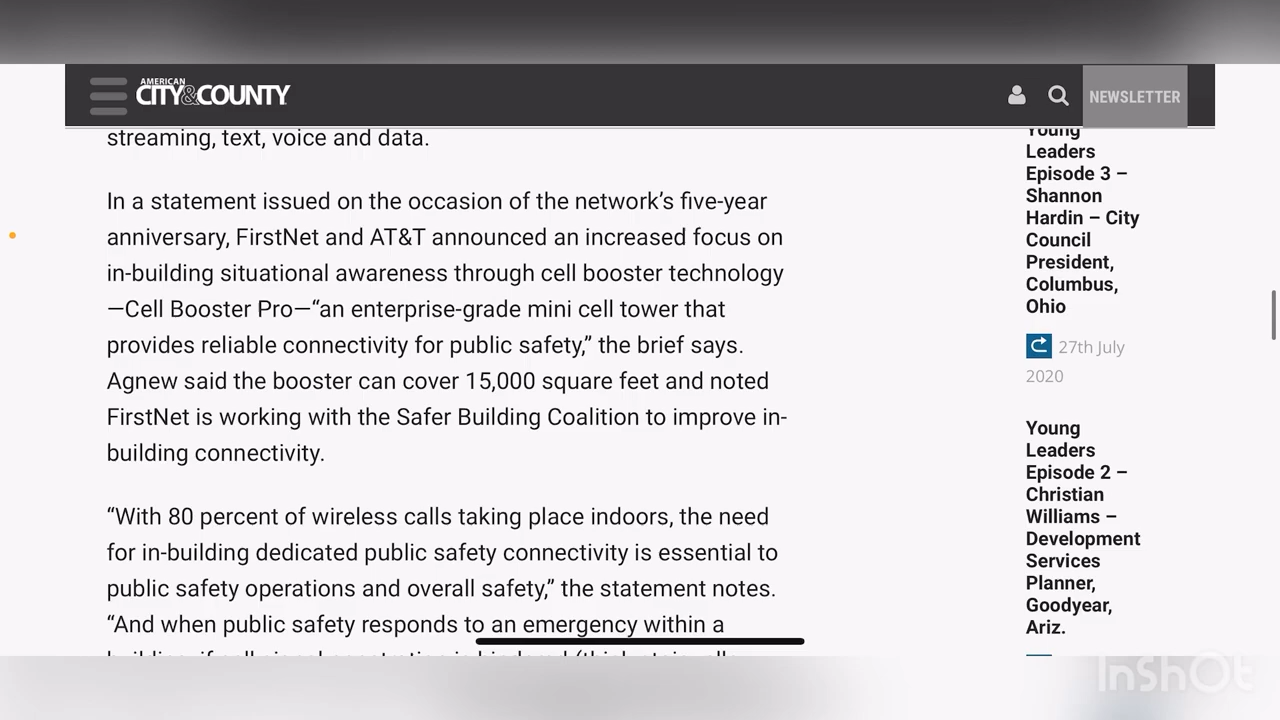 AMERICAN
CITY&COUNTY
NEWSLETTER
streaming, text, voice and data.
In a statement issued on the occasion of the network’s five-year
anniversary, FirstNet and AT&T announced an increased focus on
in-building situational awareness through cell booster technology
—Cell Booster Pro—“an enterprise-grade mini cell tower that
provides reliable connectivity for public safety,” the brief says.
Agnew said the booster can cover 15,000 square feet and noted
FirstNet is working with the Safer Building Coalition to improve in-
building connectivity.
“With 80 percent of wireless calls taking place indoors, the need
for in-building dedicated public safety connectivity is essential to
public safety operations and overall safety,” the statement notes.
“And when public safety responds to an emergency within a
Young
Leaders
Episode 3 –
Shannon
Hardin – City
Council
President,
Columbus,
Ohio
27th July
2020
Young
Leaders
Episode 2 –
Christian
Williams –
Development
Services
Planner,
Goodyear,
Ariz.
InShOt